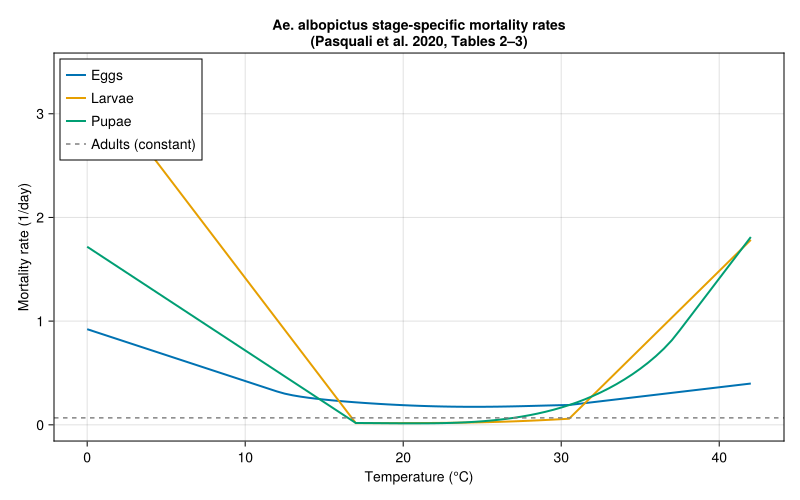 Ae. albopictus stage-specific mortality rates
(Pasquali et al. 2020, Tables 2–3)
Eggs
Larvae
Pupae
Adults (constant)
Mortality rate (1/day)
3
2
1
0
0 10 20 30 40
Temperature (°C)